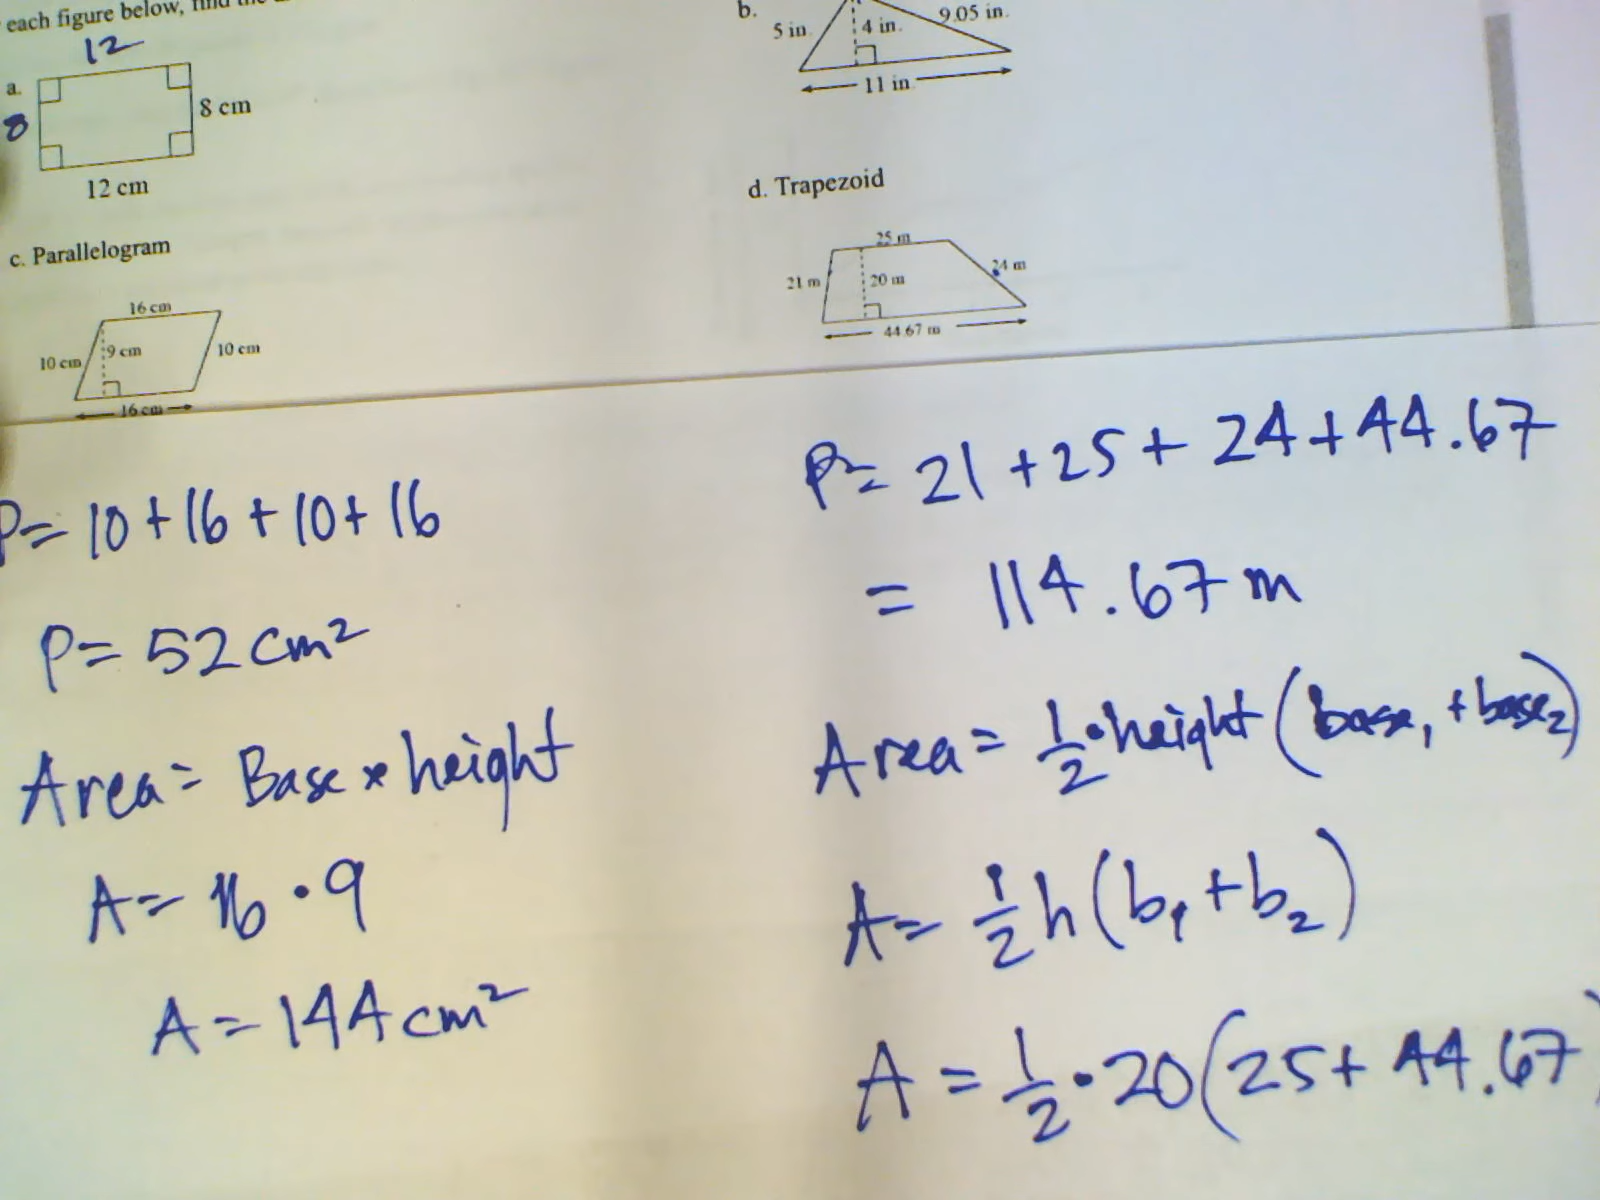 each figure below, find the
12
a.
8
8 cm
12 cm
b.
5 in.
4 in.
9.05 in.
11 in.
c. Parallelogram
16 cm
10 cm
9 cm
10 cm
16 cm
d. Trapezoid
25 m
21 m
20 m
24 m
44.67 m
P= 10+16+10+16
P= 52 cm²
Area= Base × height
A= 16 · 9
A= 144 cm²
P= 21+25+24+44.67
= 114.67 m
Area= 1/2 · height (base₁ + base₂)
A= 1/2 h (b₁+b₂)
A = 1/2 · 20 (25+44.67)